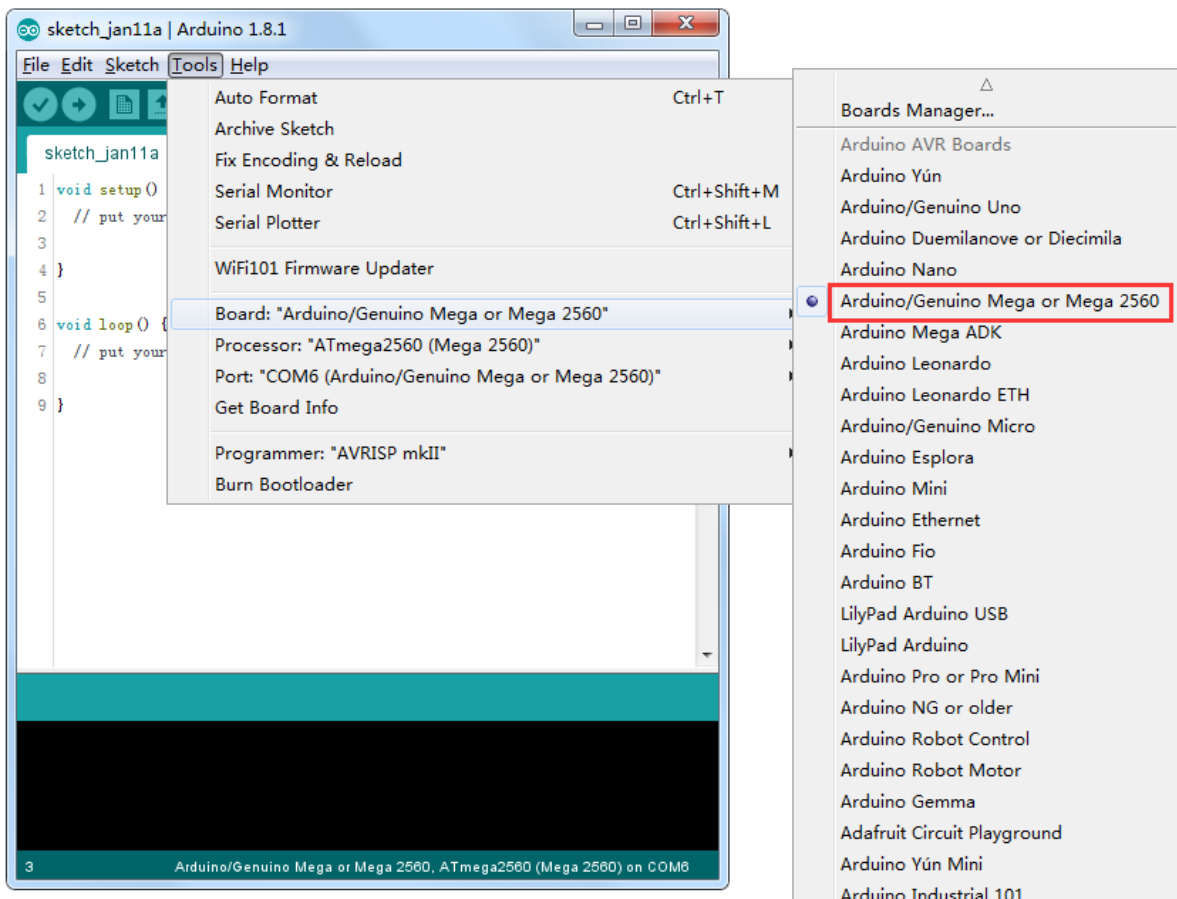 sketch_jan11a | Arduino 1.8.1
File Edit Sketch Tools Help
sketch_jan11a
1 void setup()
2 // put your
3
4 }
5
6 void loop() {
7 // put your
8
9 }
Auto Format Ctrl+T
Archive Sketch
Fix Encoding & Reload
Serial Monitor Ctrl+Shift+M
Serial Plotter Ctrl+Shift+L
WiFi101 Firmware Updater
Board: "Arduino/Genuino Mega or Mega 2560"
Processor: "ATmega2560 (Mega 2560)"
Port: "COM6 (Arduino/Genuino Mega or Mega 2560)"
Get Board Info
Programmer: "AVRISP mkII"
Burn Bootloader
Boards Manager...
Arduino AVR Boards
Arduino Yún
Arduino/Genuino Uno
Arduino Duemilanove or Diecimila
Arduino Nano
Arduino/Genuino Mega or Mega 2560
Arduino Mega ADK
Arduino Leonardo
Arduino Leonardo ETH
Arduino/Genuino Micro
Arduino Esplora
Arduino Mini
Arduino Ethernet
Arduino Fio
Arduino BT
LilyPad Arduino USB
LilyPad Arduino
Arduino Pro or Pro Mini
Arduino NG or older
Arduino Robot Control
Arduino Robot Motor
Arduino Gemma
Adafruit Circuit Playground
Arduino Yún Mini
Arduino Industrial 101
3 Arduino/Genuino Mega or Mega 2560, ATmega2560 (Mega 2560) on COM6